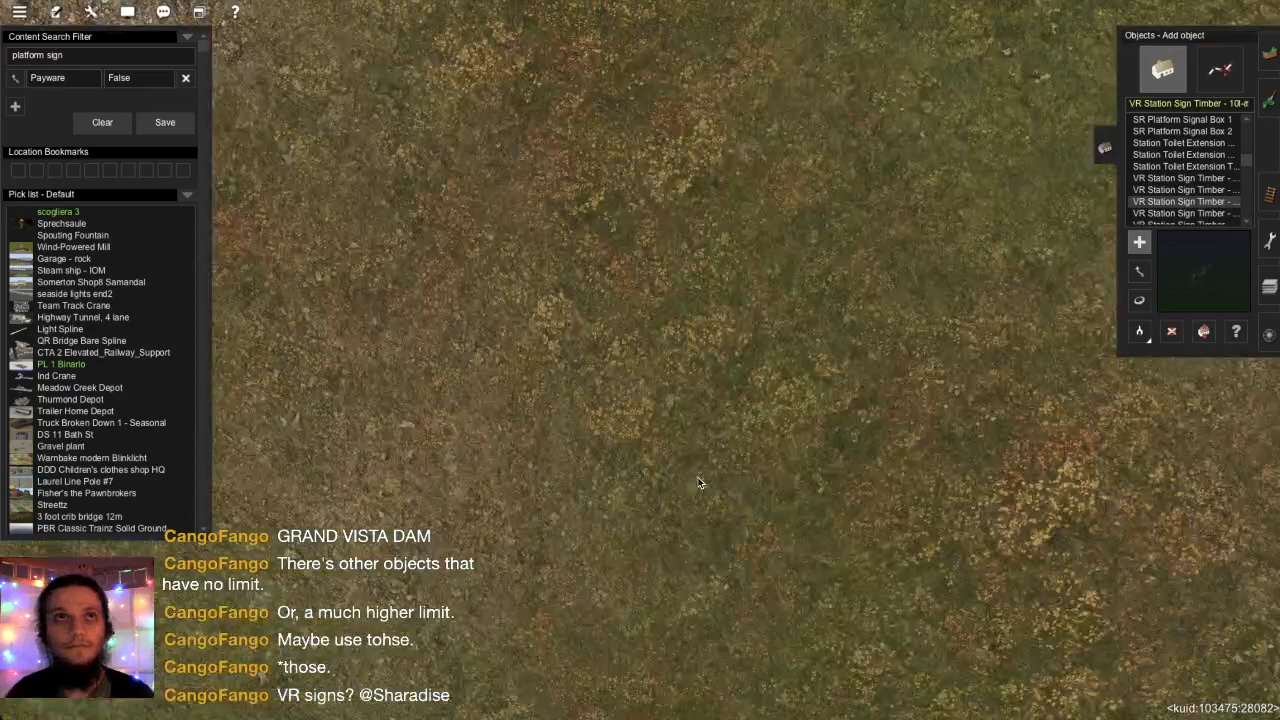 ?
Content Search Filter
platform sign
Payware False
Clear Save
Location Bookmarks
Pick list - Default
scogliera 3
Sprechsaule
Spouting Fountain
Wind-Powered Mill
Garage - rock
Steam ship - IOM
Somerton Shop8 Samandal
seaside lights end2
Team Track Crane
Highway Tunnel, 4 lane
Light Spline
QR Bridge Bare Spline
CTA 2 Elevated_Railway_Support
PL 1 Binario
Ind Crane
Meadow Creek Depot
Thurmond Depot
Trailer Home Depot
Truck Broken Down 1 - Seasonal
DS 11 Bath St
Gravel plant
Warnbake modern Blinklicht
DDD Children's clothes shop HQ
Laurel Line Pole #7
Fisher's the Pawnbrokers
Streettz
3 foot crib bridge 12m
PBR Classic Trainz Solid Ground
CangoFango GRAND VISTA DAM
CangoFango There's other objects that
have no limit.
CangoFango Or, a much higher limit.
CangoFango Maybe use tohse.
CangoFango *those.
CangoFango VR signs? @Sharadise
Objects - Add object
VR Station Sign Timber - 10l-
SR Platform Signal Box 1
SR Platform Signal Box 2
Station Toilet Extension ...
Station Toilet Extension ...
Station Toilet Extension T...
VR Station Sign Timber - ...
VR Station Sign Timber - ...
VR Station Sign Timber - ...
VR Station Sign Timber - ...
VR Station Sign Timber
?
<kuid:103475:28082>